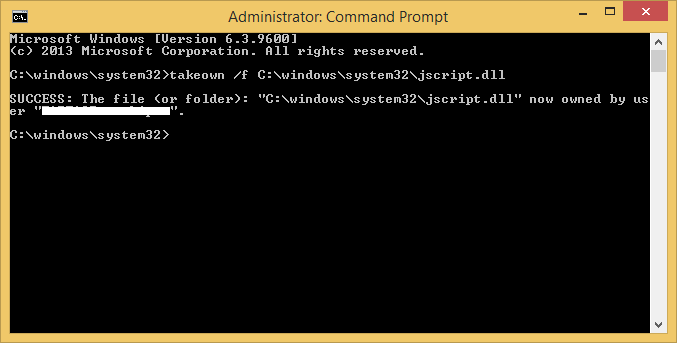 Administrator: Command Prompt
Microsoft Windows [Version 6.3.9600]
(c) 2013 Microsoft Corporation. All rights reserved.
C:\windows\system32>takeown /f C:\windows\system32\jscript.dll
SUCCESS: The file (or folder): "C:\windows\system32\jscript.dll" now owned by us
er "".
C:\windows\system32>